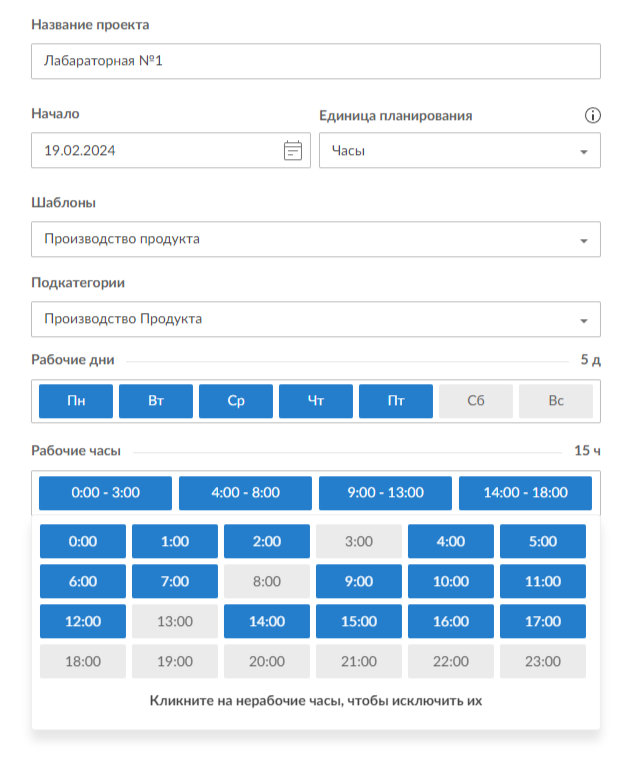 Название проекта
Лабараторная №1
Начало
Единица планирования
19.02.2024
Часы
Шаблоны
Производство продукта
Подкатегории
Производство Продукта
Рабочие дни 5 д
Пн Вт Ср Чт Пт Сб Вс
Рабочие часы 15 ч
0:00 - 3:00 4:00 - 8:00 9:00 - 13:00 14:00 - 18:00
0:00 1:00 2:00 3:00 4:00 5:00
6:00 7:00 8:00 9:00 10:00 11:00
12:00 13:00 14:00 15:00 16:00 17:00
18:00 19:00 20:00 21:00 22:00 23:00
Кликните на нерабочие часы, чтобы исключить их